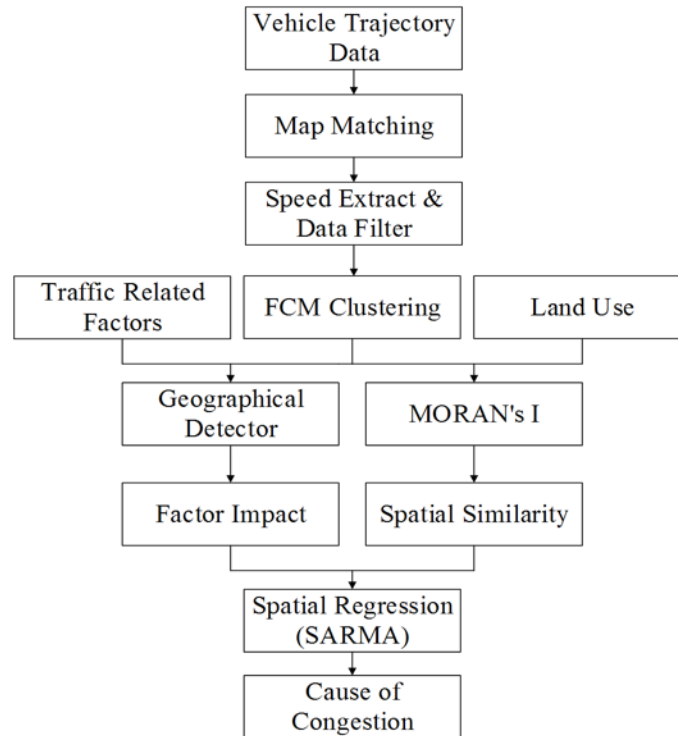 Vehicle Trajectory
Data
Map Matching
Speed Extract &
Data Filter
Traffic Related
Factors
FCM Clustering
Land Use
Geographical
Detector
MORAN's I
Factor Impact
Spatial Similarity
Spatial Regression
(SARMA)
Cause of
Congestion